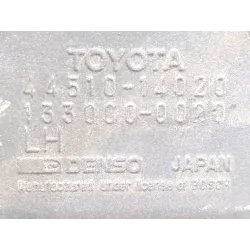 TOYOTA
44510-14020
133000-0020
LH
DENSO JAPAN
Manufactured under license of BOSCH